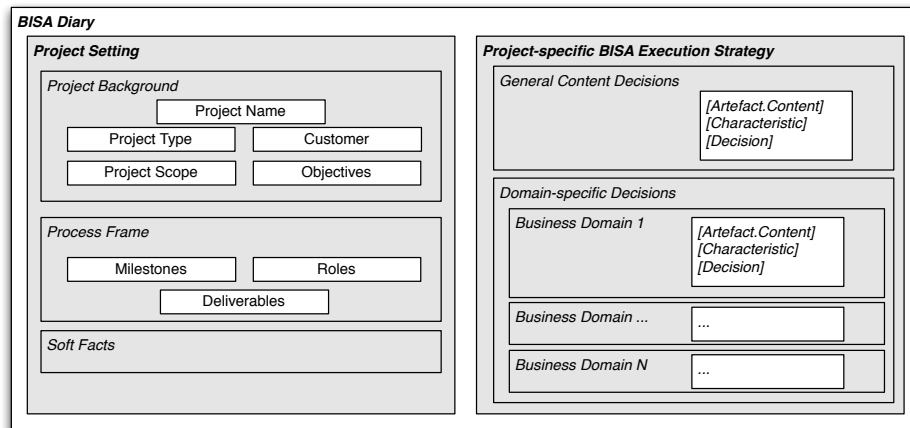 BISA Diary
Project Setting
Project Background
Project Name
Project Type
Customer
Project Scope
Objectives
Process Frame
Milestones
Roles
Deliverables
Soft Facts
Project-specific BISA Execution Strategy
General Content Decisions
[Artefact.Content]
[Characteristic]
[Decision]
Domain-specific Decisions
Business Domain 1
[Artefact.Content]
[Characteristic]
[Decision]
Business Domain ...
...
Business Domain N
...